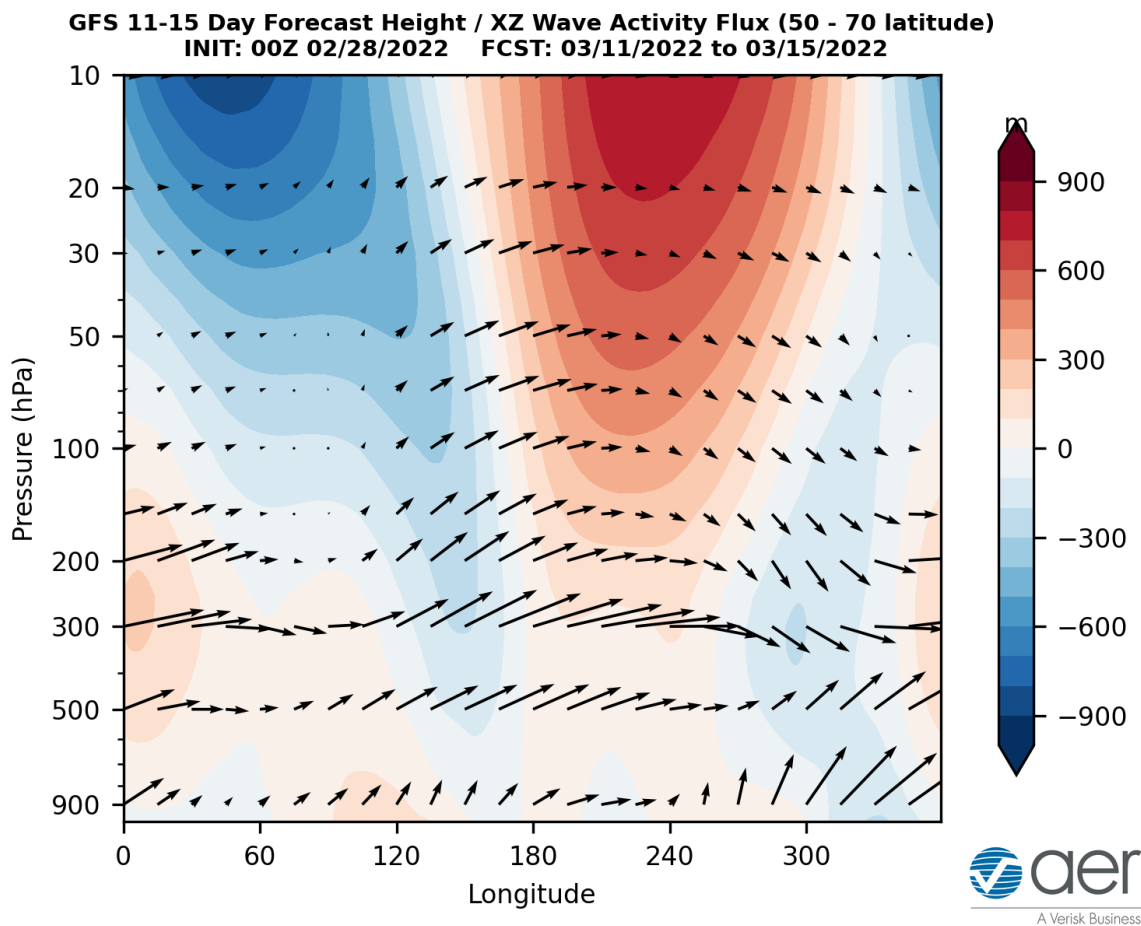 GFS 11-15 Day Forecast Height / XZ Wave Activity Flux (50 - 70 latitude)
INIT: 00Z 02/28/2022    FCST: 03/11/2022 to 03/15/2022
Pressure (hPa)
10
20
30
50
100
200
300
500
900
0 60 120 180 240 300
Longitude
m
900
600
300
0
−300
−600
−900
aer
A Verisk Business